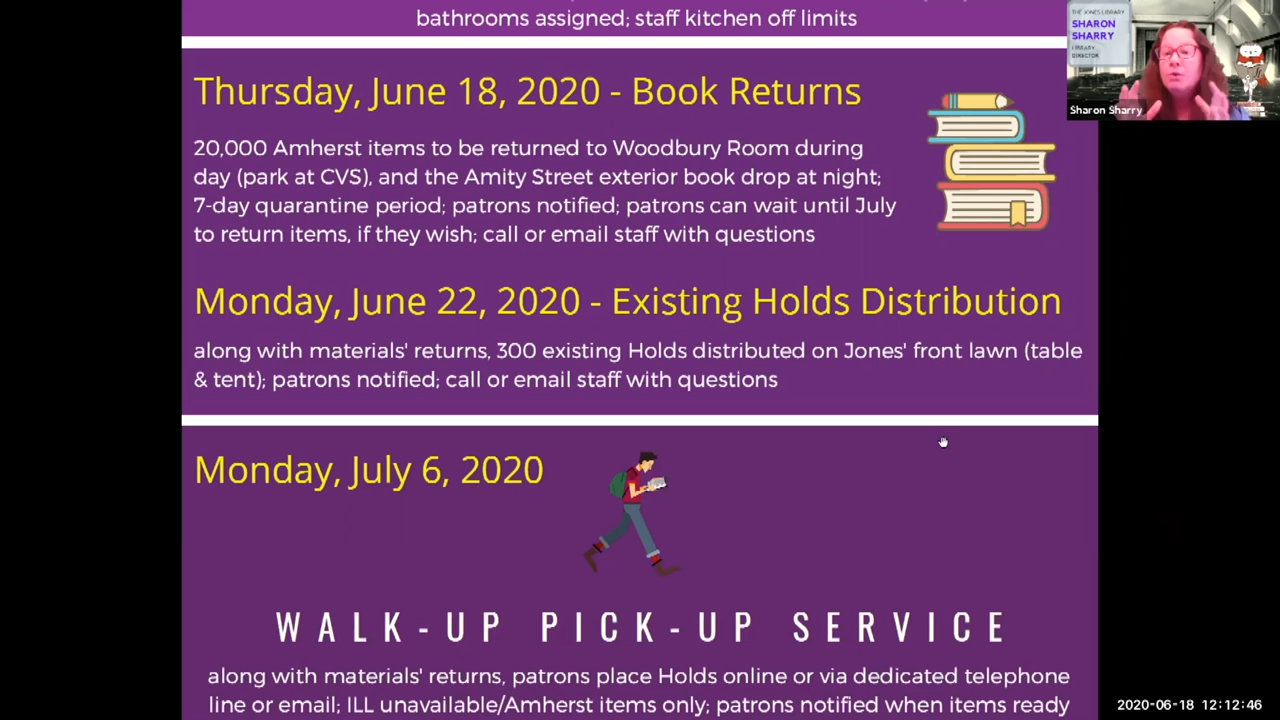 bathrooms assigned; staff kitchen off limits
Thursday, June 18, 2020 - Book Returns
20,000 Amherst items to be returned to Woodbury Room during
day (park at CVS), and the Amity Street exterior book drop at night;
7-day quarantine period; patrons notified; patrons can wait until July
to return items, if they wish; call or email staff with questions
Monday, June 22, 2020 - Existing Holds Distribution
along with materials' returns, 300 existing Holds distributed on Jones' front lawn (table
& tent); patrons notified; call or email staff with questions
Monday, July 6, 2020
WALK-UP PICK-UP SERVICE
along with materials' returns, patrons place Holds online or via dedicated telephone
line or email; ILL unavailable/Amherst items only; patrons notified when items ready
THE JONES LIBRARY
SHARON
SHARRY
LIBRARY
DIRECTOR
Sharon Sharry
2020-06-18 12:12:46